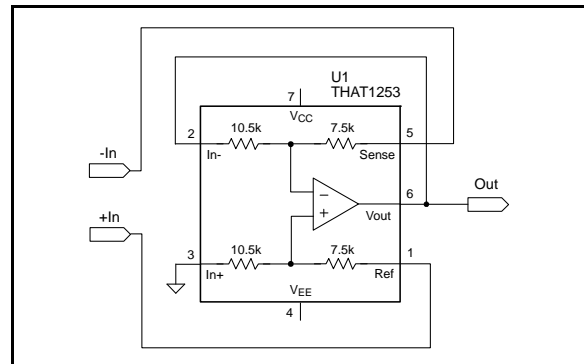 U1
THAT1253
7
VCC
2
10.5k
7.5k
5
In-
Sense
-In
−
6
Out
+
Vout
+In
3
10.5k
7.5k
1
In+
Ref
VEE
4